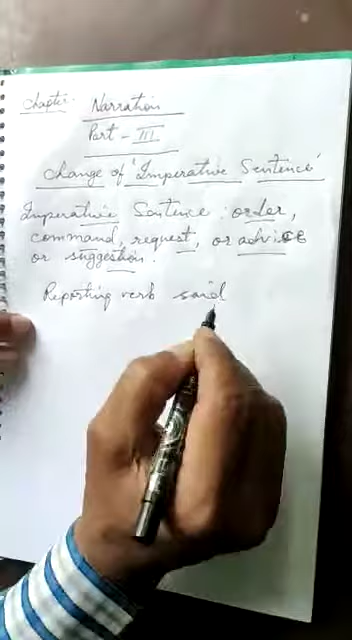 Chapter. Narration
Part - III
Change of 'Imperative Sentence'
Imperative Sentence : order,
command, request, or advice
or suggestion.
Reporting verb said